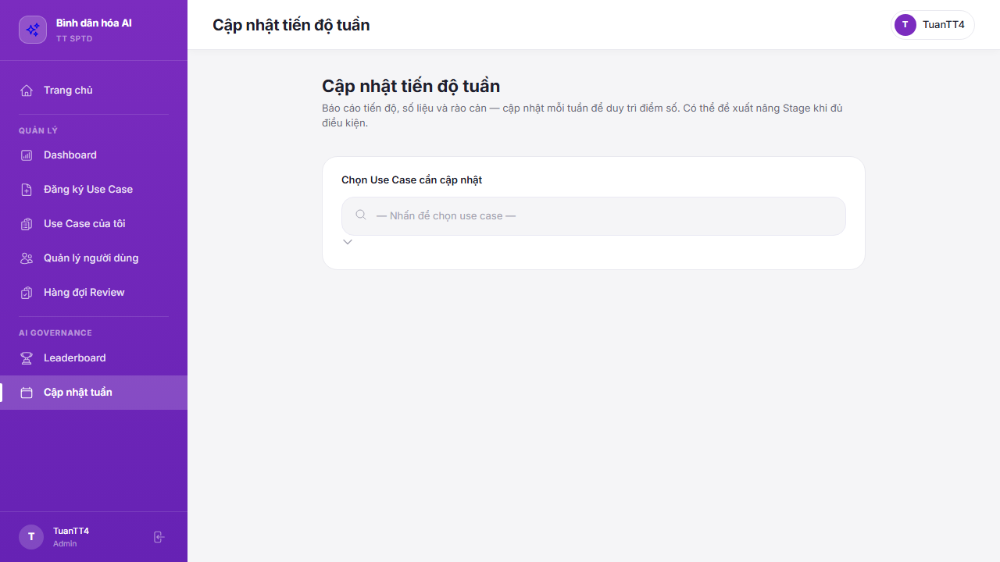 Bình dân hóa AI
TT SPTD
Trang chủ
QUẢN LÝ
Dashboard
Đăng ký Use Case
Use Case của tôi
Quản lý người dùng
Hàng đợi Review
AI GOVERNANCE
Leaderboard
Cập nhật tuần
T
TuanTT4
Admin
Cập nhật tiến độ tuần
T
TuanTT4
Cập nhật tiến độ tuần
Báo cáo tiến độ, số liệu và rào cản — cập nhật mỗi tuần để duy trì điểm số. Có thể đề xuất nâng Stage khi đủ
điều kiện.
Chọn Use Case cần cập nhật
— Nhấn để chọn use case —